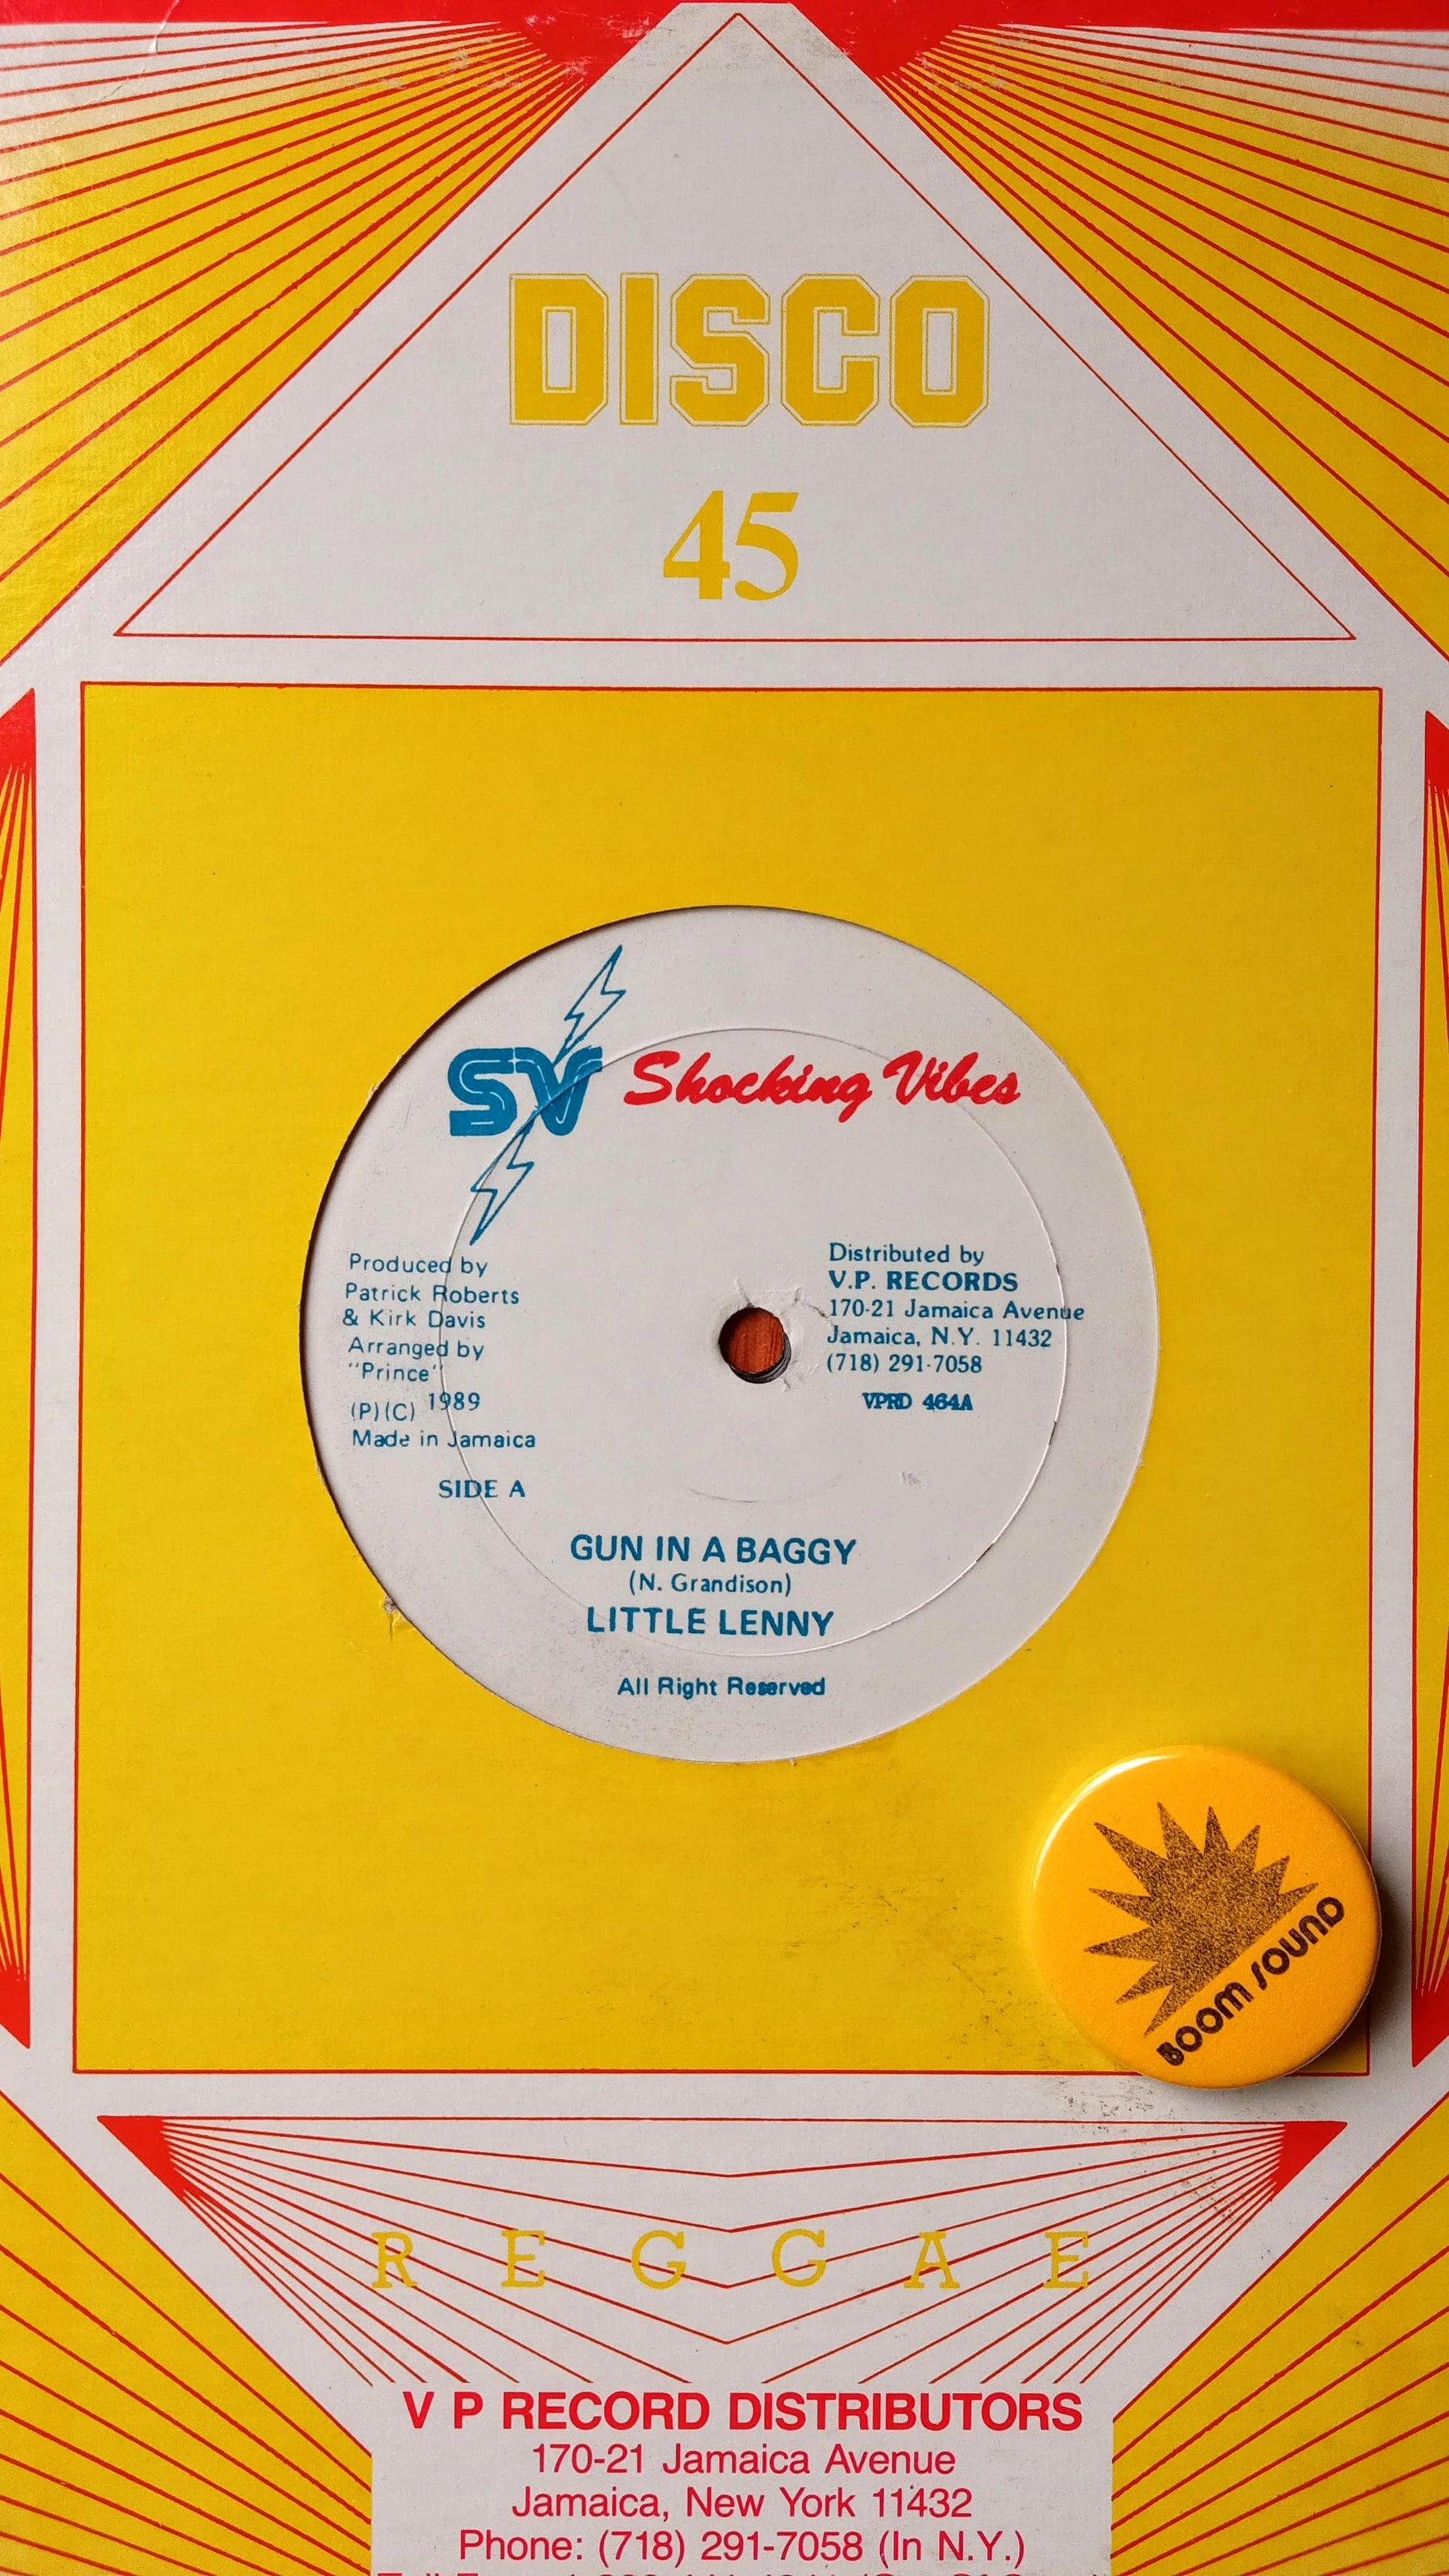 DISCO
45
SV Shocking Vibes
Produced by
Patrick Roberts
& Kirk Davis
Arranged by
"Prince"
(P)(C) 1989
Made in Jamaica
SIDE A
Distributed by
V.P. RECORDS
170-21 Jamaica Avenue
Jamaica, N.Y. 11432
(718) 291-7058
VPRD 464A
GUN IN A BAGGY
(N. Grandison)
LITTLE LENNY
All Right Reserved
BOOM SOUND
REGGAE
V P RECORD DISTRIBUTORS
170-21 Jamaica Avenue
Jamaica, New York 11432
Phone: (718) 291-7058 (In N.Y.)